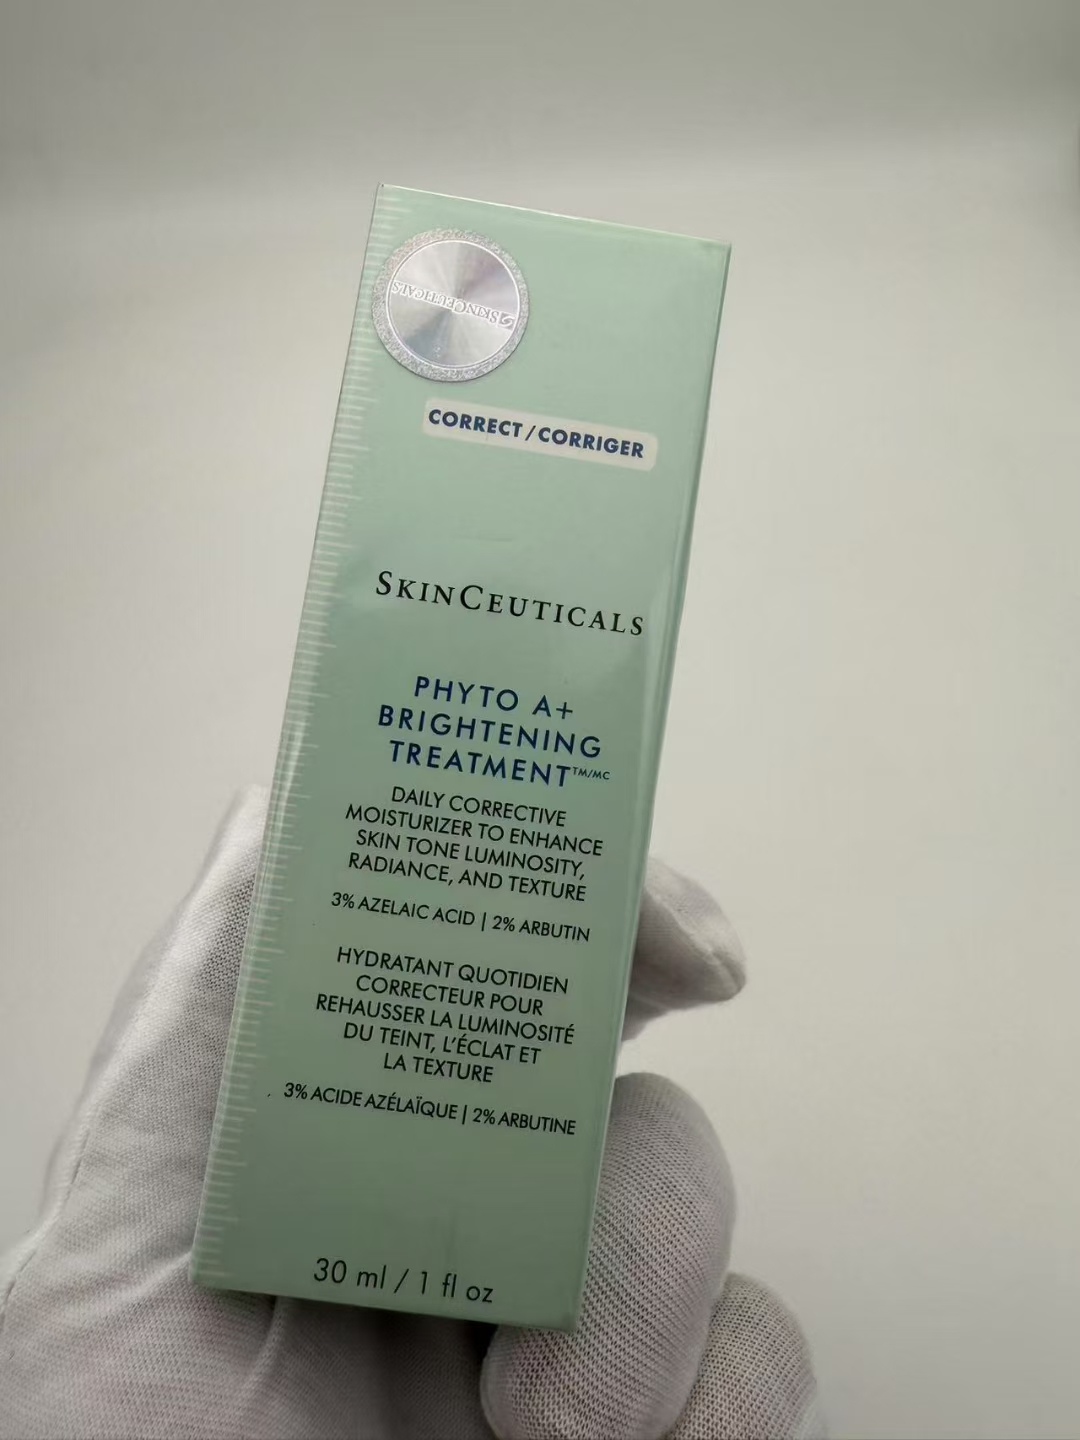 SKINCEUTICALS
CORRECT / CORRIGER
SKINCEUTICALS
PHYTO A+
BRIGHTENING
TREATMENT™/MC
DAILY CORRECTIVE
MOISTURIZER TO ENHANCE
SKIN TONE LUMINOSITY,
RADIANCE, AND TEXTURE
3% AZELAIC ACID | 2% ARBUTIN
HYDRATANT QUOTIDIEN
CORRECTEUR POUR
REHAUSSER LA LUMINOSITÉ
DU TEINT, L'ÉCLAT ET
LA TEXTURE
3% ACIDE AZÉLAÏQUE | 2% ARBUTINE
30 ml / 1 fl oz